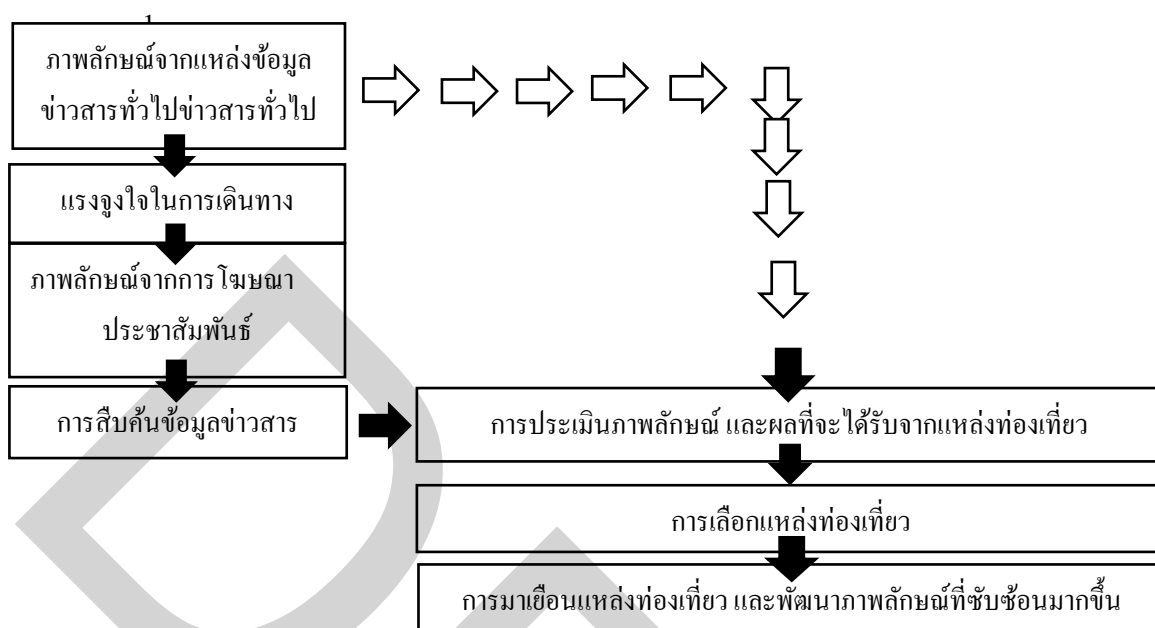 ภาพลักษณ์จากแหล่งข้อมูล
ข่าวสารทั่วไปข่าวสารทั่วไป
แรงจูงใจในการเดินทาง
ภาพลักษณ์จากการโฆษณา
ประชาสัมพันธ์
การสืบค้นข้อมูลข่าวสาร
การประเมินภาพลักษณ์ และผลที่จะได้รับจากแหล่งท่องเที่ยว
การเลือกแหล่งท่องเที่ยว
การมาเยือนแหล่งท่องเที่ยว และพัฒนาภาพลักษณ์ที่ซับซ้อนมากขึ้น